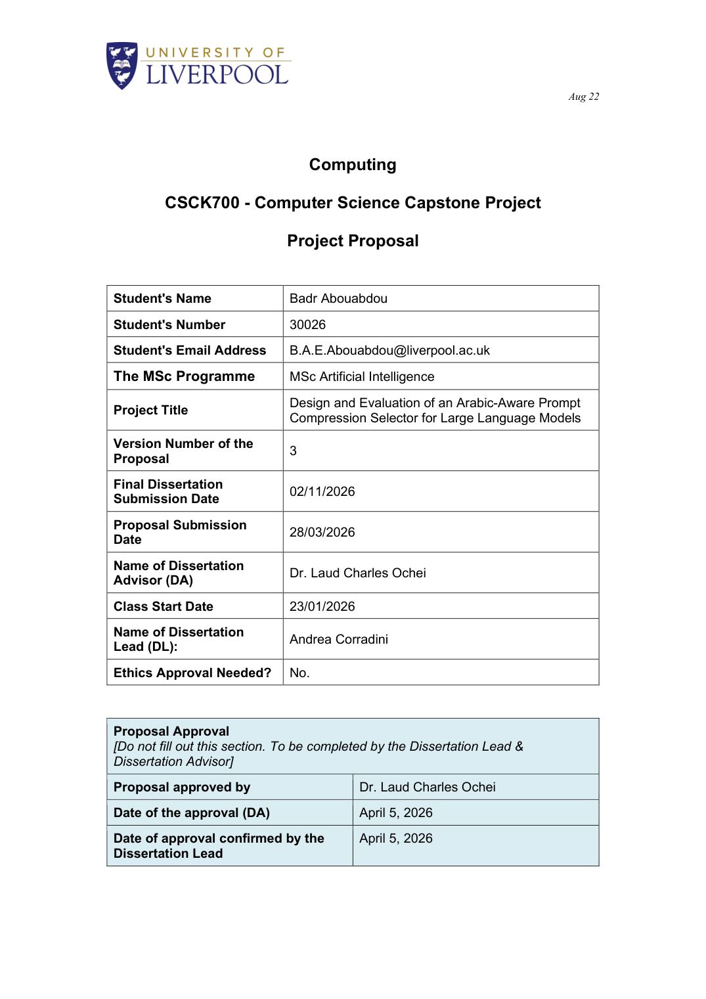 UNIVERSITY OF
LIVERPOOL
Aug 22
Computing
CSCK700 - Computer Science Capstone Project
Project Proposal
Student's Name
Badr Abouabdou
Student's Number
30026
Student's Email Address
B.A.E.Abouabdou@liverpool.ac.uk
The MSc Programme
MSc Artificial Intelligence
Project Title
Design and Evaluation of an Arabic-Aware Prompt
Compression Selector for Large Language Models
Version Number of the
Proposal
3
Final Dissertation
Submission Date
02/11/2026
Proposal Submission
Date
28/03/2026
Name of Dissertation
Advisor (DA)
Dr. Laud Charles Ochei
Class Start Date
23/01/2026
Name of Dissertation
Lead (DL):
Andrea Corradini
Ethics Approval Needed?
No.
Proposal Approval
[Do not fill out this section. To be completed by the Dissertation Lead &
Dissertation Advisor]
Proposal approved by
Dr. Laud Charles Ochei
Date of the approval (DA)
April 5, 2026
Date of approval confirmed by the
Dissertation Lead
April 5, 2026